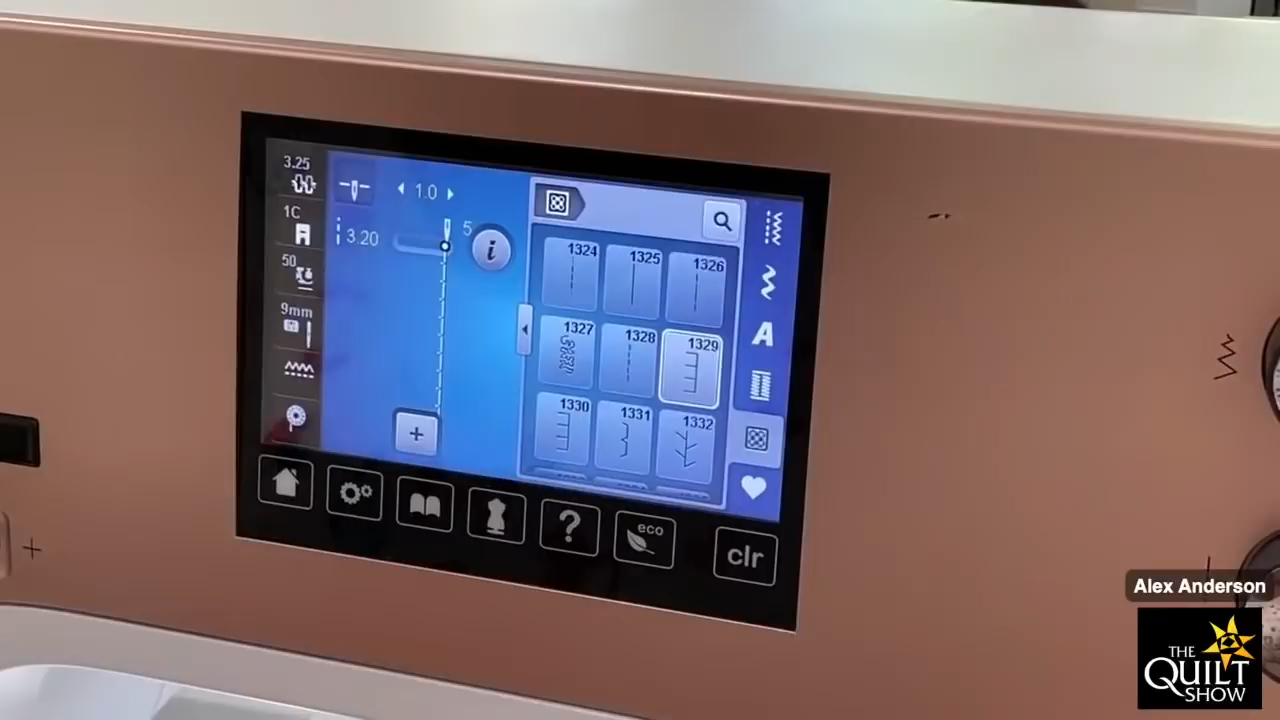 3.25
1.0
1C
3.20
5
i
50
9mm
1324
1325
1326
1327
1328
1329
1330
1331
1332
A
+
?
eco
clr
+
Alex Anderson
THE
QUILT
SHOW